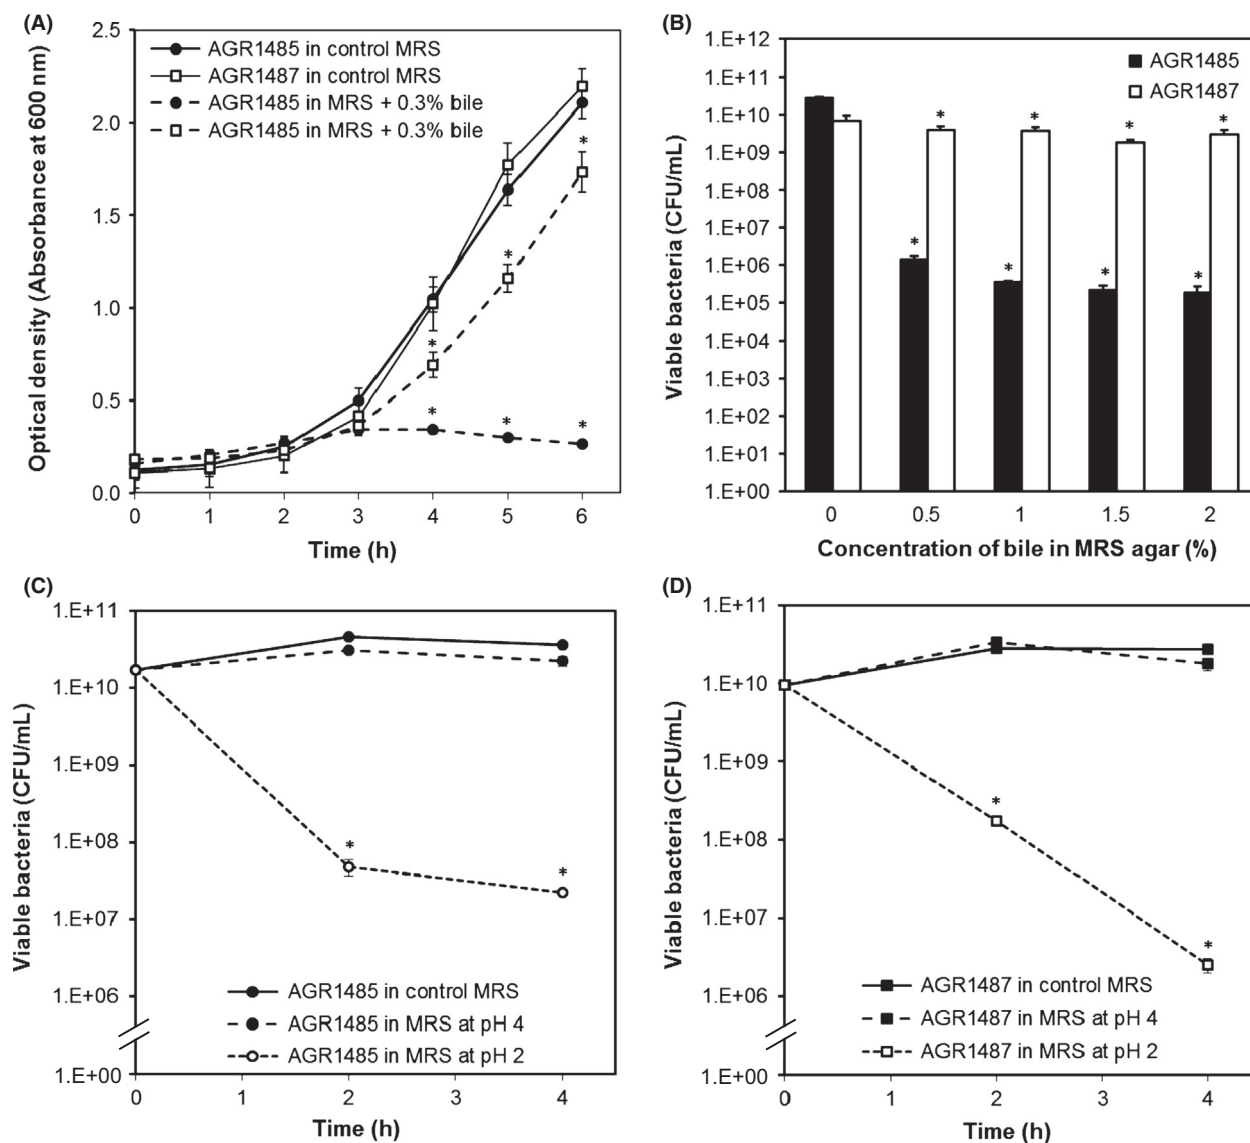 (A)
Optical density (Absorbance at 600 nm)
2.5
2.0
1.5
1.0
0.5
0.0
AGR1485 in control MRS
AGR1487 in control MRS
AGR1485 in MRS + 0.3% bile
AGR1485 in MRS + 0.3% bile
*
*
*
*
*
*
0 1 2 3 4 5 6
Time (h)
(B)
Viable bacteria (CFU/mL)
1.E+12
1.E+11
1.E+10
1.E+09
1.E+08
1.E+07
1.E+06
1.E+05
1.E+04
1.E+03
1.E+02
1.E+01
1.E+00
AGR1485
AGR1487
* * * *
* * * *
0 0.5 1 1.5 2
Concentration of bile in MRS agar (%)
(C)
Viable bacteria (CFU/mL)
1.E+11
1.E+10
1.E+09
1.E+08
1.E+07
1.E+06
1.E+00
*
*
AGR1485 in control MRS
AGR1485 in MRS at pH 4
AGR1485 in MRS at pH 2
0 1 2 3 4
Time (h)
(D)
Viable bacteria (CFU/mL)
1.E+11
1.E+10
1.E+09
1.E+08
1.E+07
1.E+06
1.E+00
*
*
AGR1487 in control MRS
AGR1487 in MRS at pH 4
AGR1487 in MRS at pH 2
0 1 2 3 4
Time (h)